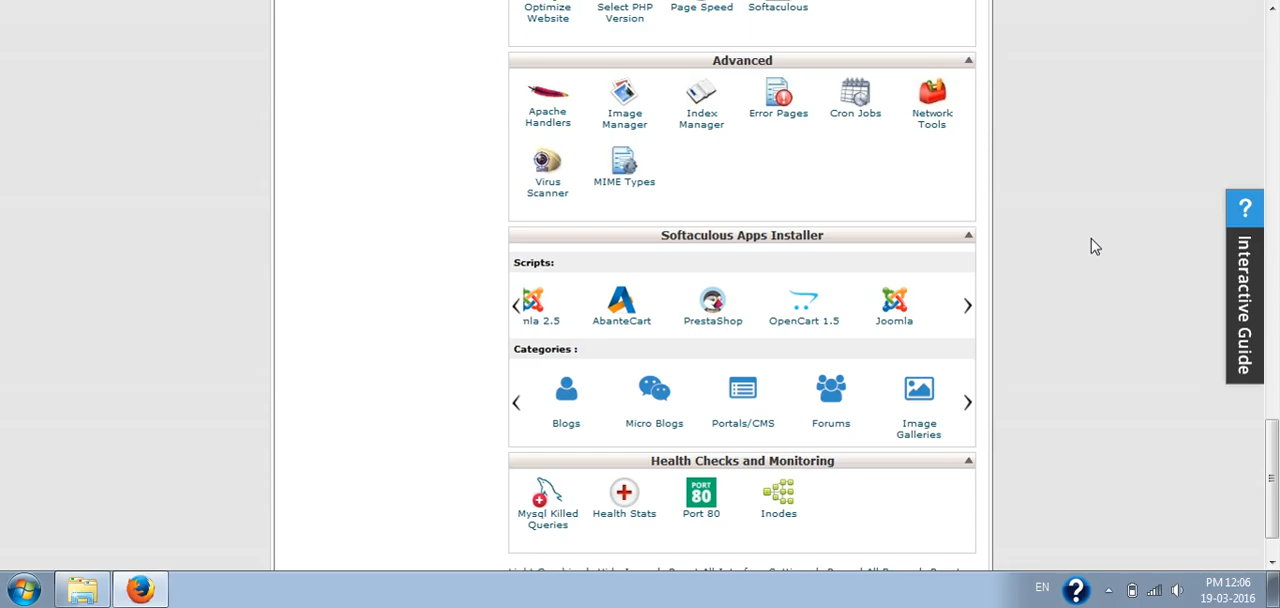 Optimize Website
Select PHP Version
Page Speed
Softaculous
Advanced
Apache Handlers
Image Manager
Index Manager
Error Pages
Cron Jobs
Network Tools
Virus Scanner
MIME Types
Softaculous Apps Installer
Scripts:
nla 2.5
AbanteCart
PrestaShop
OpenCart 1.5
Joomla
Categories :
Blogs
Micro Blogs
Portals/CMS
Forums
Image Galleries
Health Checks and Monitoring
PORT
80
Mysql Killed Queries
Health Stats
Port 80
Inodes
?
Interactive Guide
EN
?
PM 12:06
19-03-2016